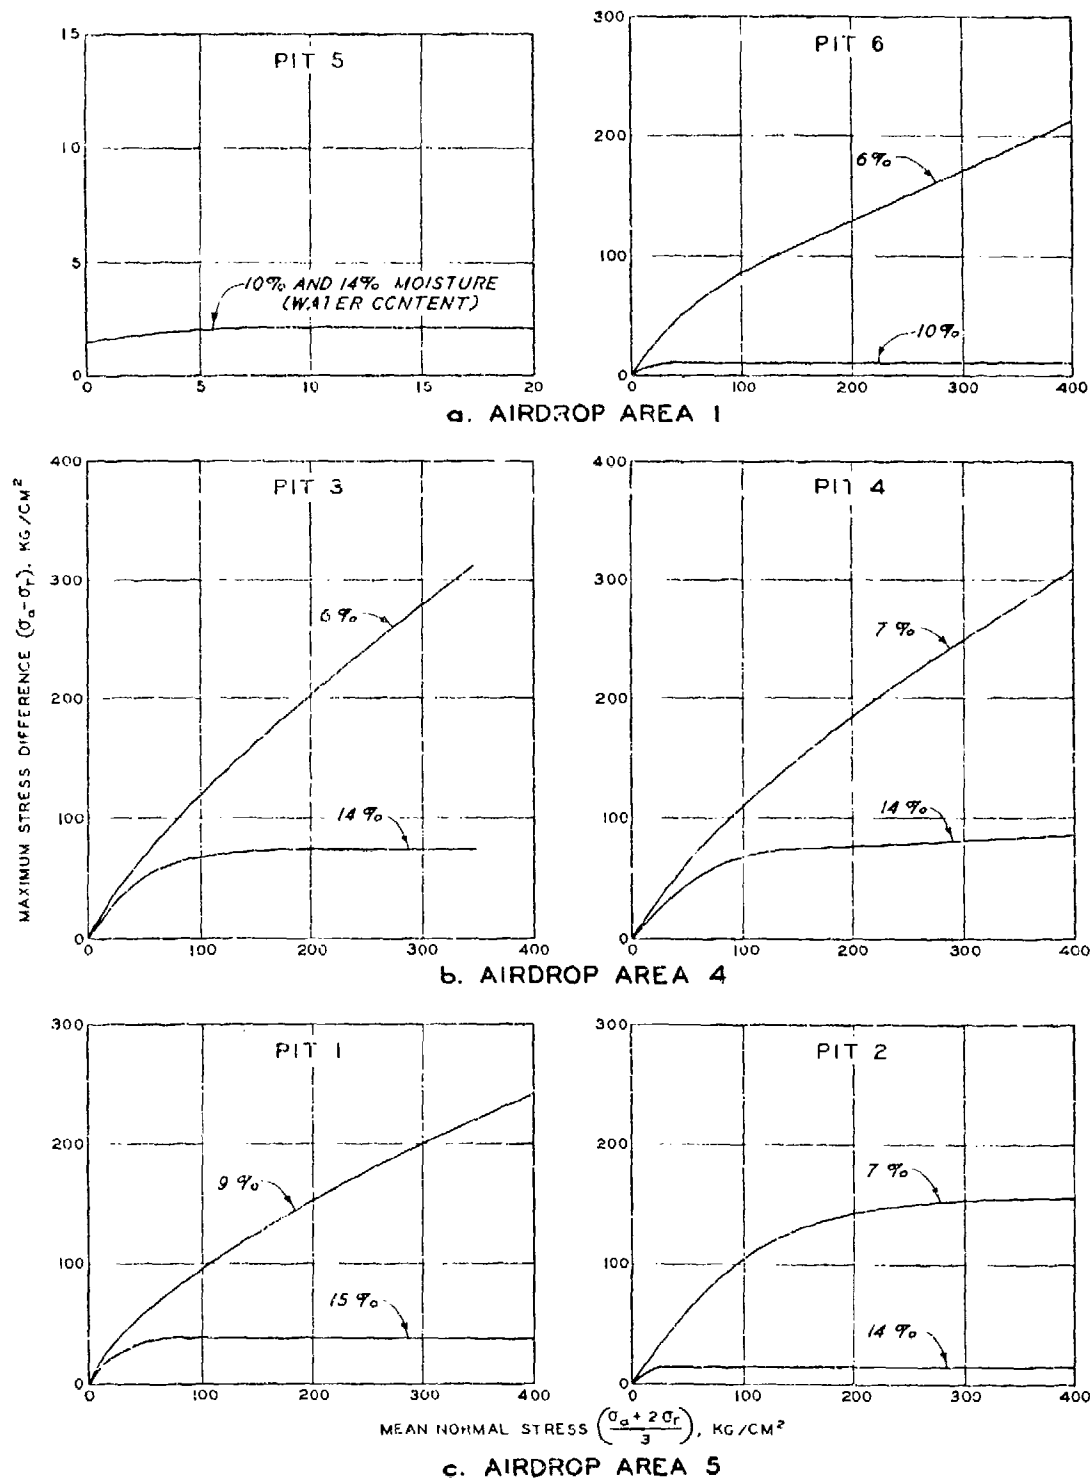 PIT 5
15
10
5
0
10% AND 14% MOISTURE
(WATER CONTENT)
0 5 10 15 20
PIT 6
300
200
100
0
6%
10%
0 100 200 300 400
a. AIRDROP AREA 1
MAXIMUM STRESS DIFFERENCE (σa-σr), KG/CM²
PIT 3
400
300
200
100
0
6%
14%
0 100 200 300 400
PIT 4
400
300
200
100
0
7%
14%
0 100 200 300 400
b. AIRDROP AREA 4
PIT 1
300
200
100
0
9%
15%
0 100 200 300 400
PIT 2
300
200
100
0
7%
14%
0 100 200 300 400
MEAN NORMAL STRESS (σa + 2σr / 3), KG/CM²
c. AIRDROP AREA 5